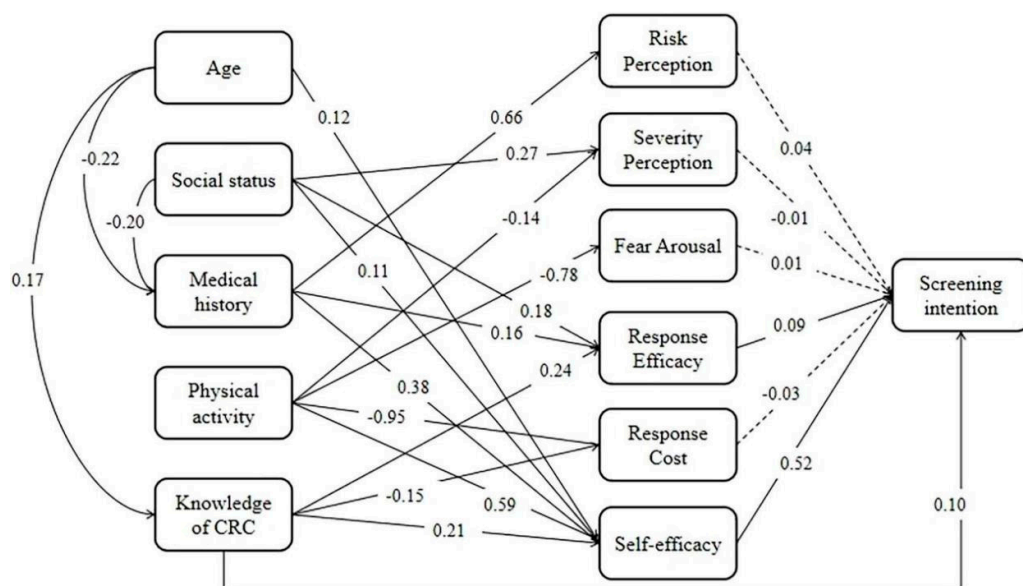 Age
Social status
Medical
history
Physical
activity
Knowledge
of CRC
Risk
Perception
Severity
Perception
Fear Arousal
Response
Efficacy
Response
Cost
Self-efficacy
Screening
intention
0.12
-0.22
-0.20
0.17
0.66
0.27
-0.14
-0.78
0.11
0.18
0.16
0.24
0.38
-0.95
-0.15
0.59
0.21
0.04
-0.01
0.01
0.09
-0.03
0.52
0.10